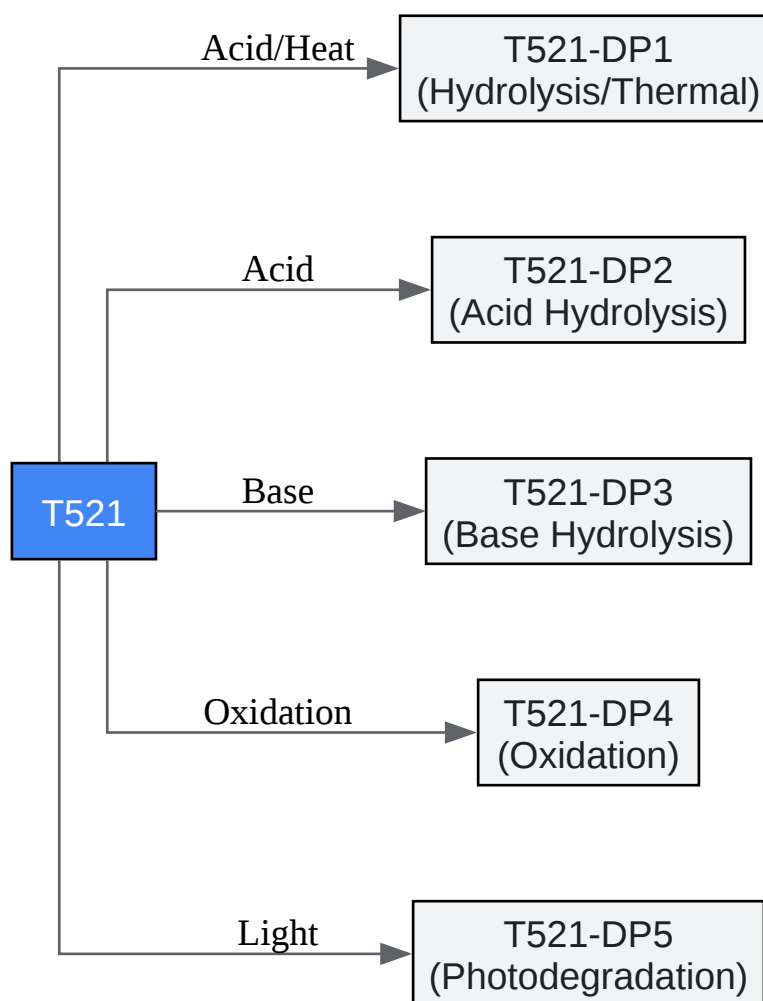 Acid/Heat
T521-DP1
(Hydrolysis/Thermal)
Acid
T521-DP2
(Acid Hydrolysis)
T521
Base
T521-DP3
(Base Hydrolysis)
Oxidation
T521-DP4
(Oxidation)
Light
T521-DP5
(Photodegradation)